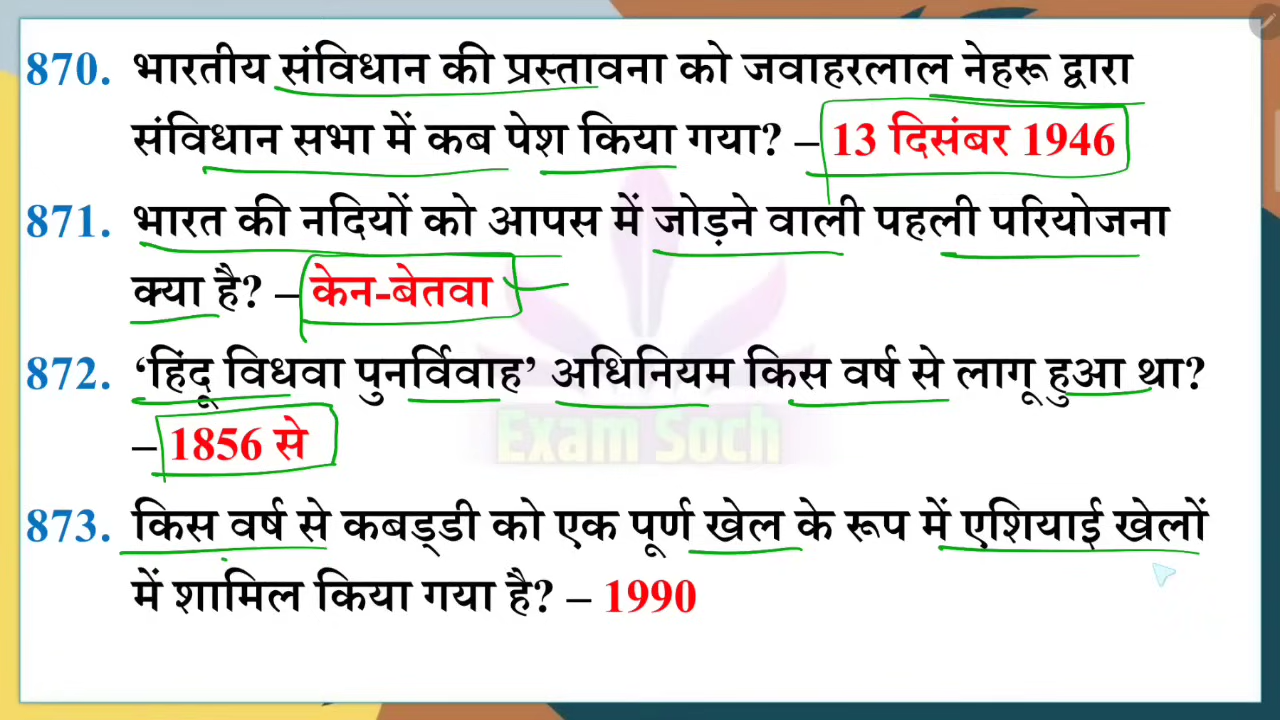 870. भारतीय संविधान की प्रस्तावना को जवाहरलाल नेहरू द्वारा
संविधान सभा में कब पेश किया गया? – 13 दिसंबर 1946
871. भारत की नदियों को आपस में जोड़ने वाली पहली परियोजना
क्या है? – केन-बेतवा
872. ‘हिंदू विधवा पुनर्विवाह’ अधिनियम किस वर्ष से लागू हुआ था?
– 1856 से
Exam Soch
873. किस वर्ष से कबड्डी को एक पूर्ण खेल के रूप में एशियाई खेलों
में शामिल किया गया है? – 1990